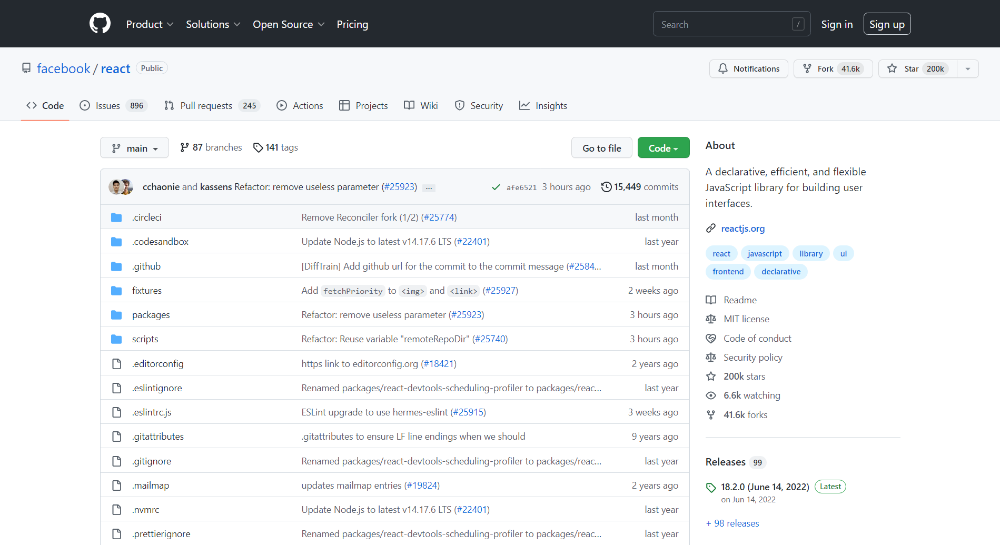 Product Solutions Open Source Pricing Search / Sign in Sign up
facebook / react Public Notifications Fork 41.6k Star 200k
Code Issues 896 Pull requests 245 Actions Projects Wiki Security Insights
main 87 branches 141 tags Go to file Code
cchaonie and kassens Refactor: remove useless parameter (#25923) ... afe6521 3 hours ago 15,449 commits
.circleci Remove Reconciler fork (1/2) (#25774) last month
.codesandbox Update Node.js to latest v14.17.6 LTS (#22401) last year
.github [DiffTrain] Add github url for the commit to the commit message (#2584... last month
fixtures Add fetchPriority to <img> and <link> (#25927) 2 weeks ago
packages Refactor: remove useless parameter (#25923) 3 hours ago
scripts Refactor: Reuse variable "remoteRepoDir" (#25740) 3 hours ago
.editorconfig https link to editorconfig.org (#18421) 2 years ago
.eslintignore Renamed packages/react-devtools-scheduling-profiler to packages/reac... last year
.eslintrc.js ESLint upgrade to use hermes-eslint (#25915) 3 weeks ago
.gitattributes .gitattributes to ensure LF line endings when we should 9 years ago
.gitignore Renamed packages/react-devtools-scheduling-profiler to packages/reac... last year
.mailmap updates mailmap entries (#19824) 2 years ago
.nvmrc Update Node.js to latest v14.17.6 LTS (#22401) last year
.prettierignore Renamed packages/react-devtools-scheduling-profiler to packages/reac... last year
About
A declarative, efficient, and flexible
JavaScript library for building user
interfaces.
reactjs.org
react javascript library ui
frontend declarative
Readme
MIT license
Code of conduct
Security policy
200k stars
6.6k watching
41.6k forks
Releases 99
18.2.0 (June 14, 2022) Latest
on Jun 14, 2022
+ 98 releases